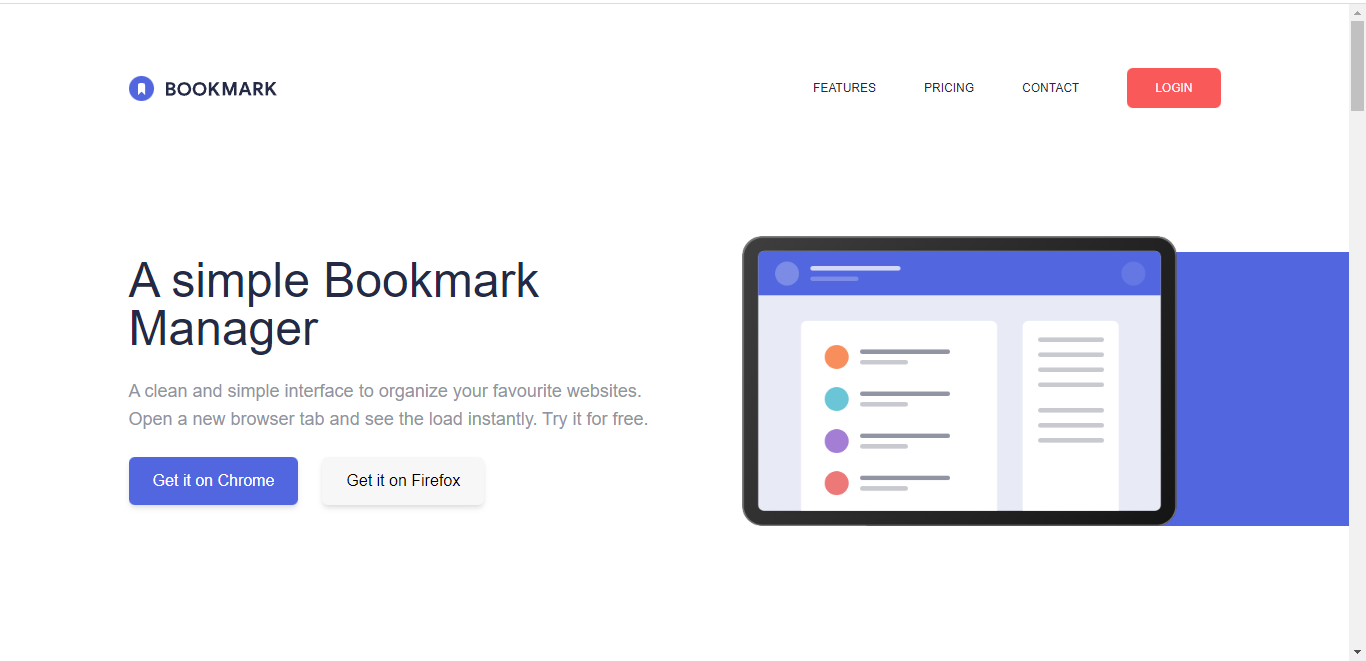 BOOKMARK
FEATURES
PRICING
CONTACT
LOGIN
A simple Bookmark
Manager
A clean and simple interface to organize your favourite websites.
Open a new browser tab and see the load instantly. Try it for free.
Get it on Chrome
Get it on Firefox